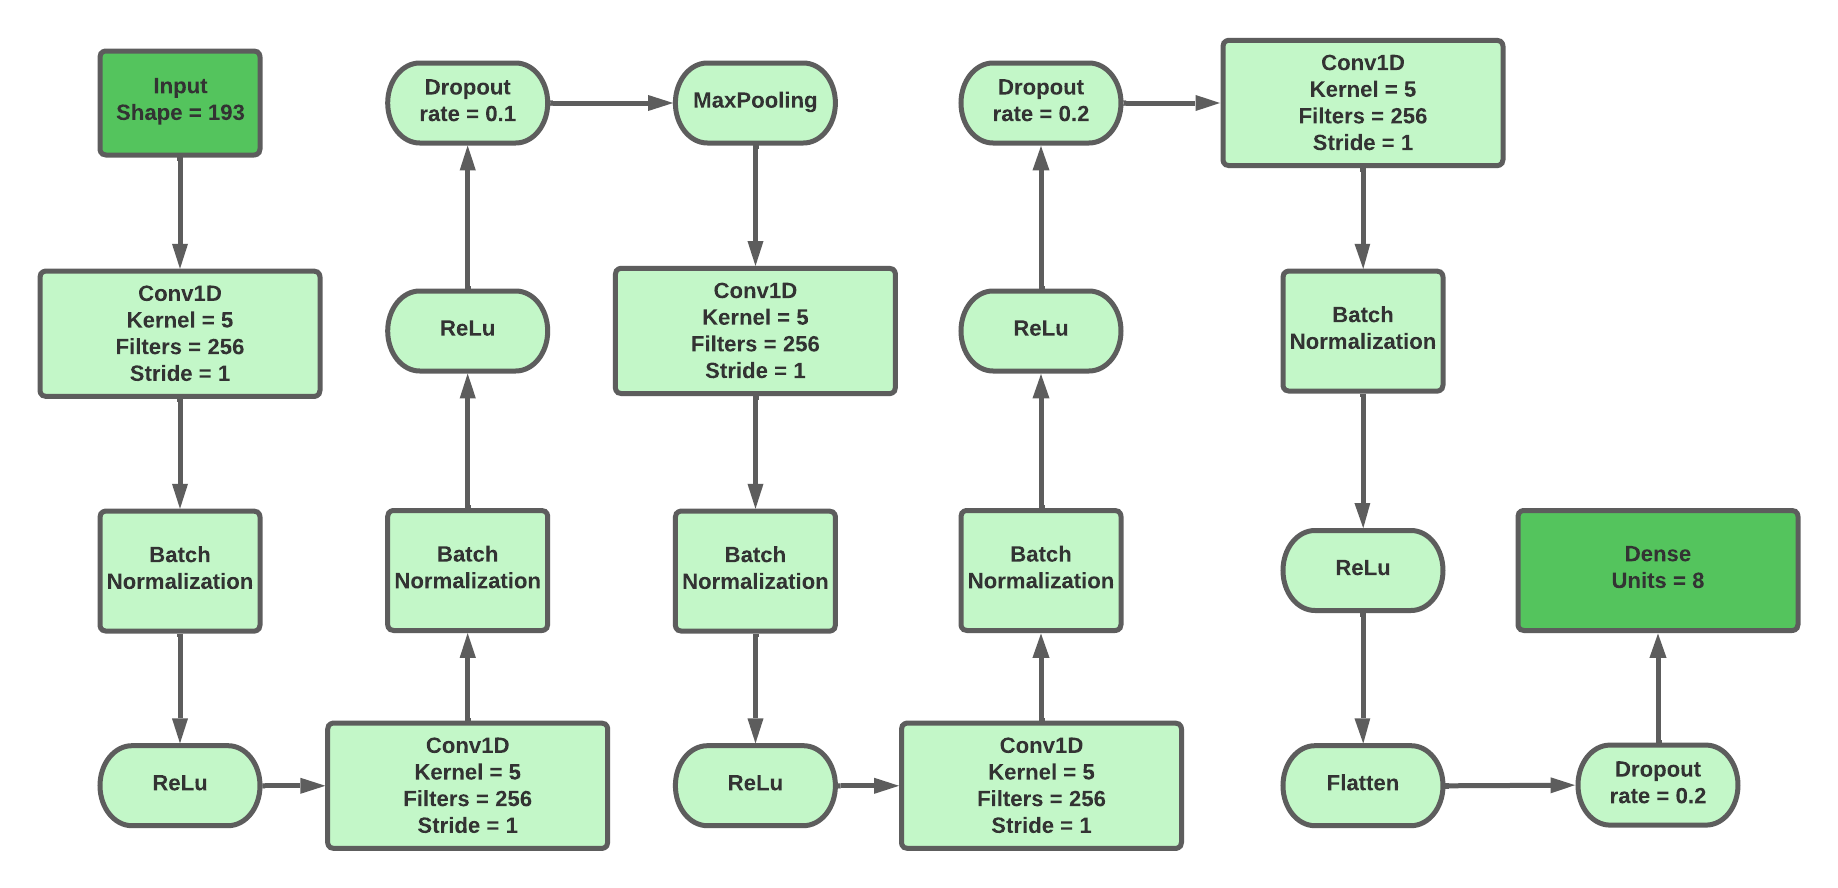 Input
Shape = 193
Conv1D
Kernel = 5
Filters = 256
Stride = 1
Batch
Normalization
ReLu
Conv1D
Kernel = 5
Filters = 256
Stride = 1
Batch
Normalization
ReLu
Dropout
rate = 0.1
MaxPooling
Conv1D
Kernel = 5
Filters = 256
Stride = 1
Batch
Normalization
ReLu
Conv1D
Kernel = 5
Filters = 256
Stride = 1
Batch
Normalization
ReLu
Dropout
rate = 0.2
Conv1D
Kernel = 5
Filters = 256
Stride = 1
Batch
Normalization
ReLu
Flatten
Dropout
rate = 0.2
Dense
Units = 8